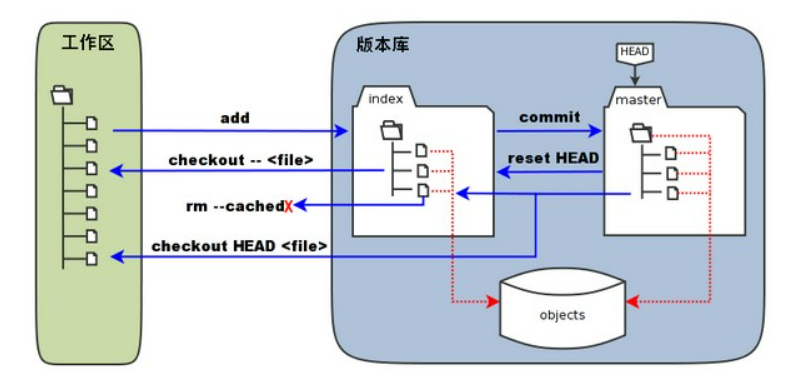 工作区
版本库
HEAD
index
master
add
commit
checkout -- <file>
reset HEAD
rm --cachedX
checkout HEAD <file>
objects